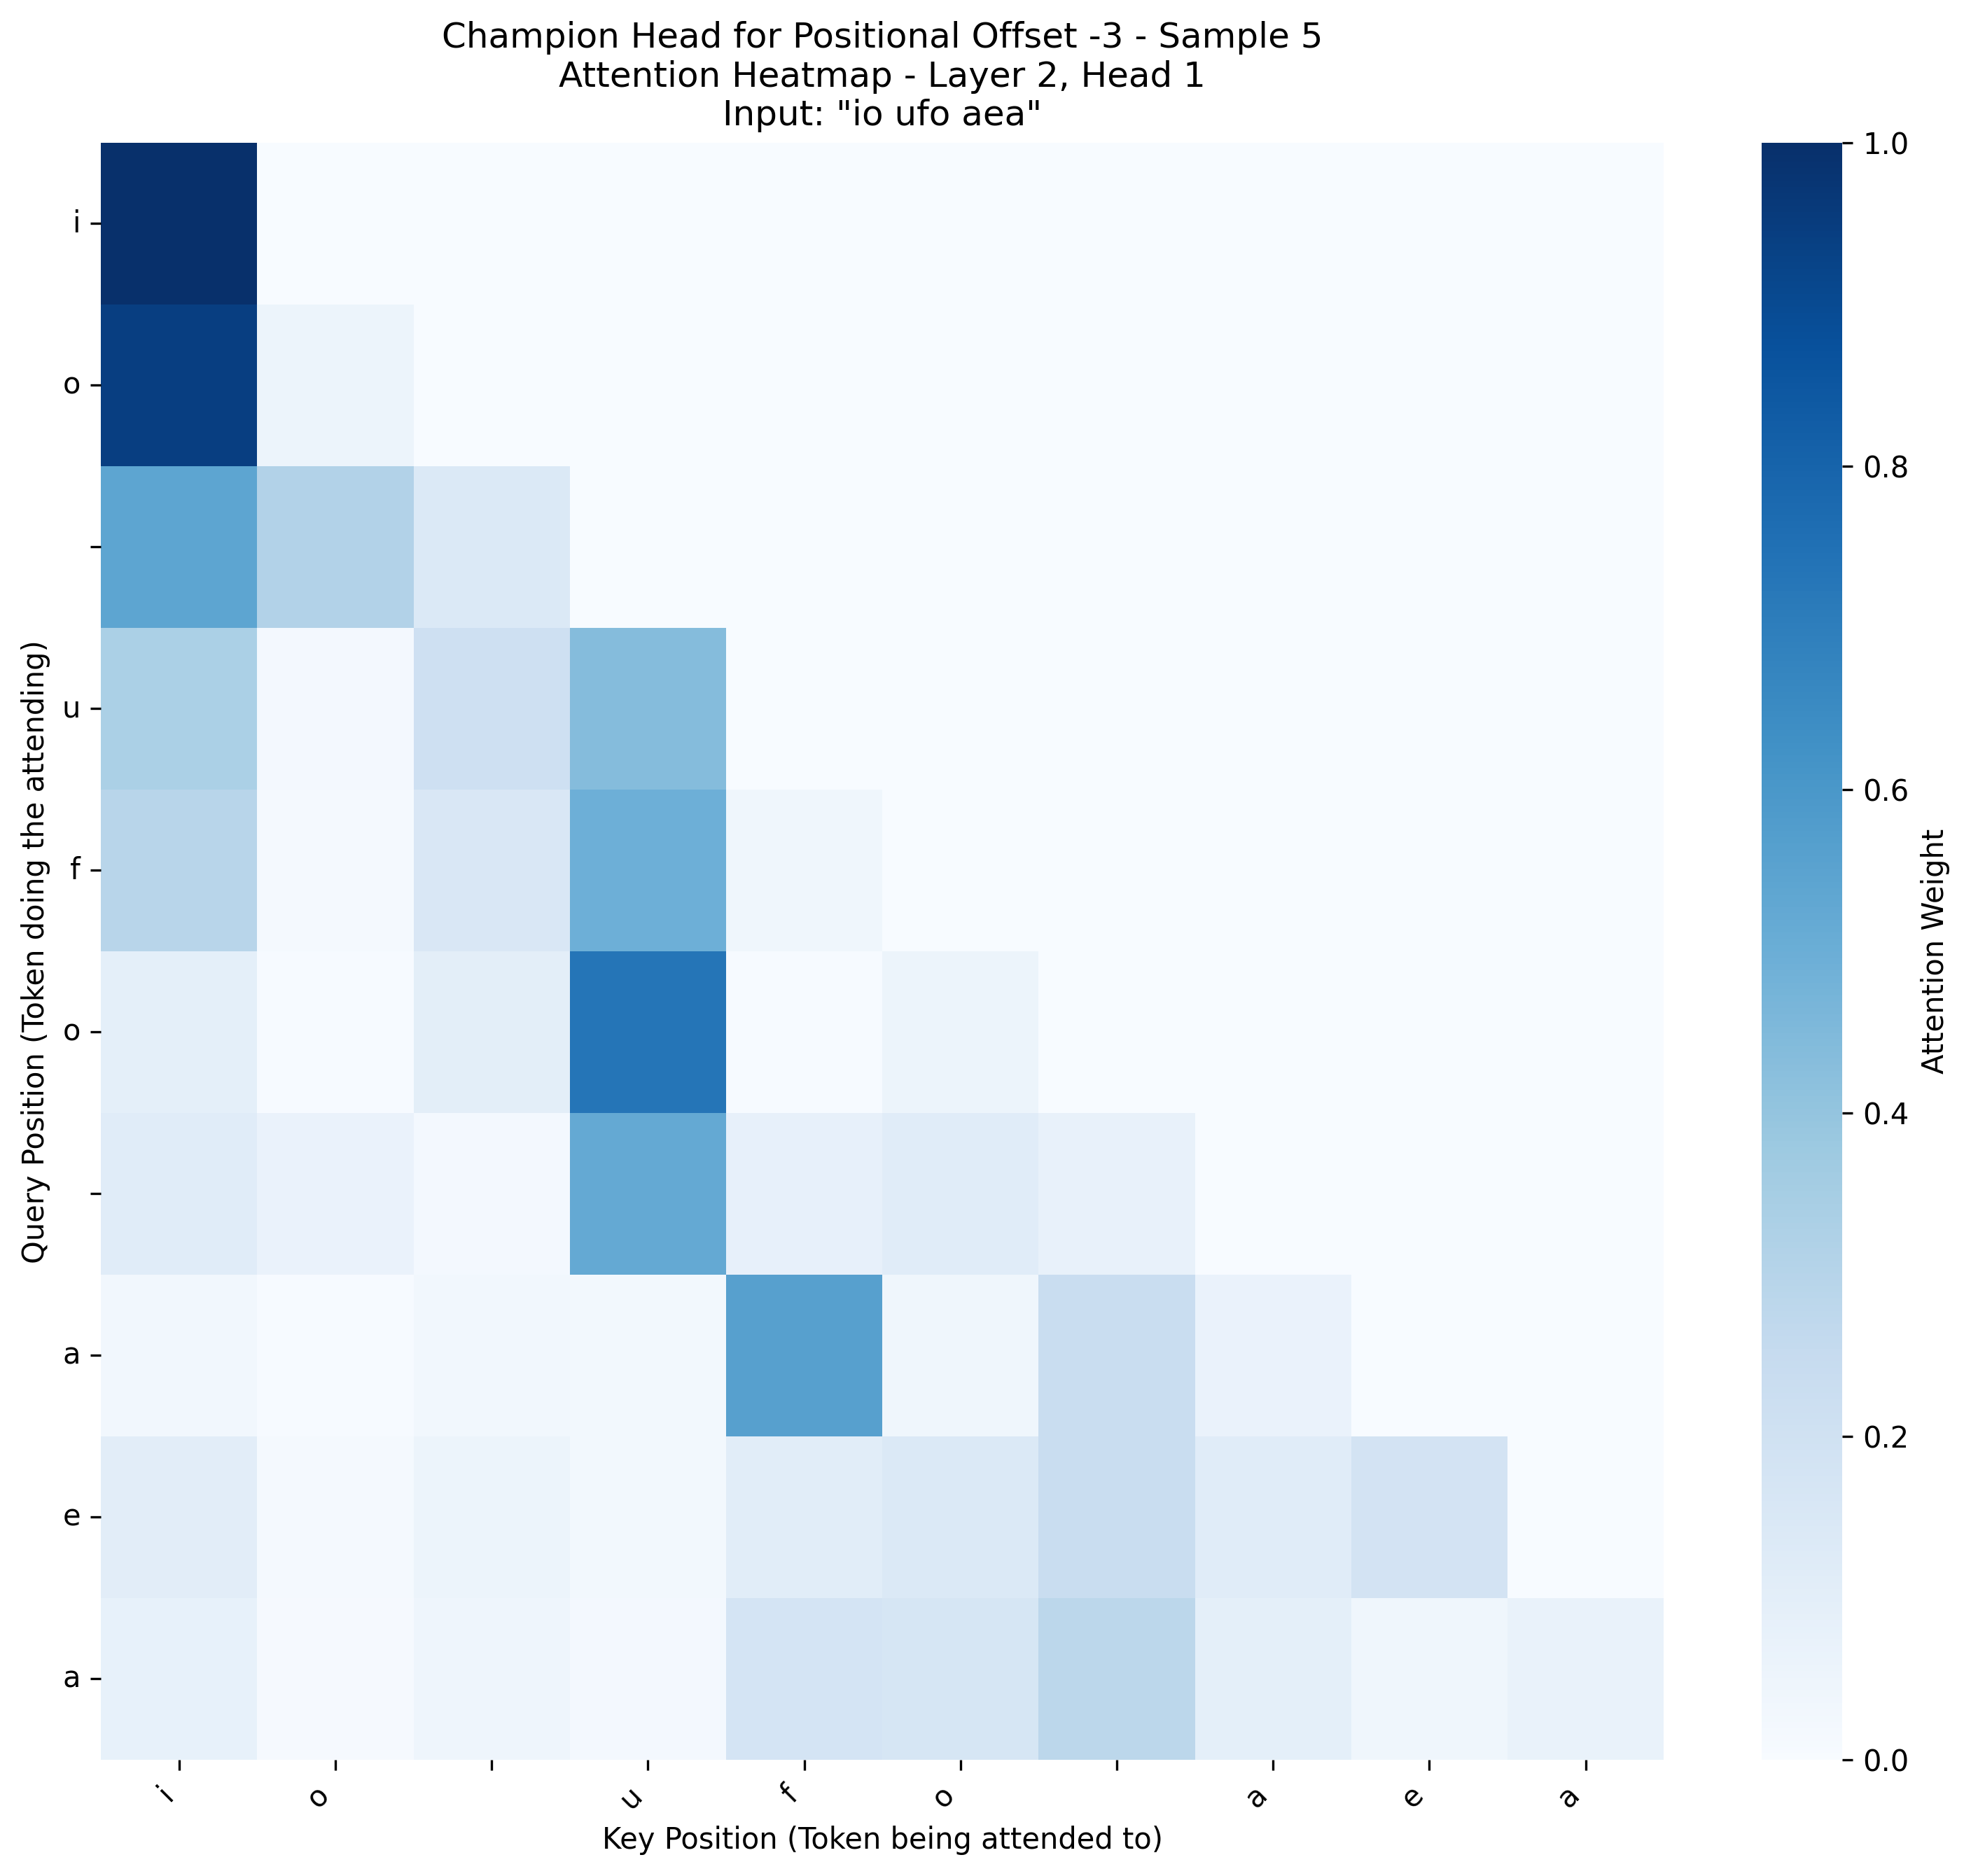 Champion Head for Positional Offset -3 - Sample 5
Attention Heatmap - Layer 2, Head 1
Input: "io ufo aea"
Query Position (Token doing the attending)
i
o
u
f
o
a
e
a
i
o
u
f
o
a
e
a
Key Position (Token being attended to)
1.0
0.8
0.6
0.4
0.2
0.0
Attention Weight